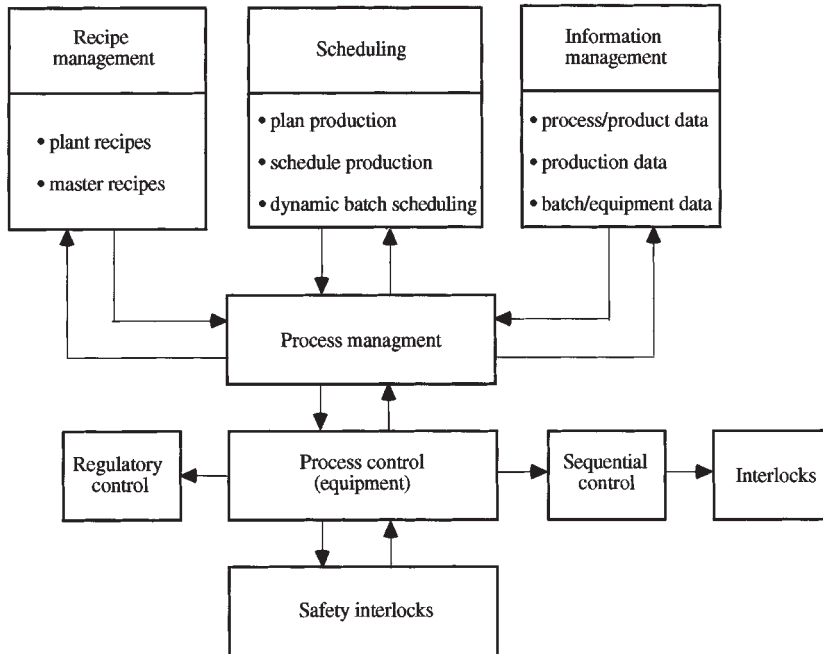 Recipe
management
• plant recipes
• master recipes
Scheduling
• plan production
• schedule production
• dynamic batch scheduling
Information
management
• process/product data
• production data
• batch/equipment data
Process managment
Regulatory
control
Process control
(equipment)
Sequential
control
Interlocks
Safety interlocks